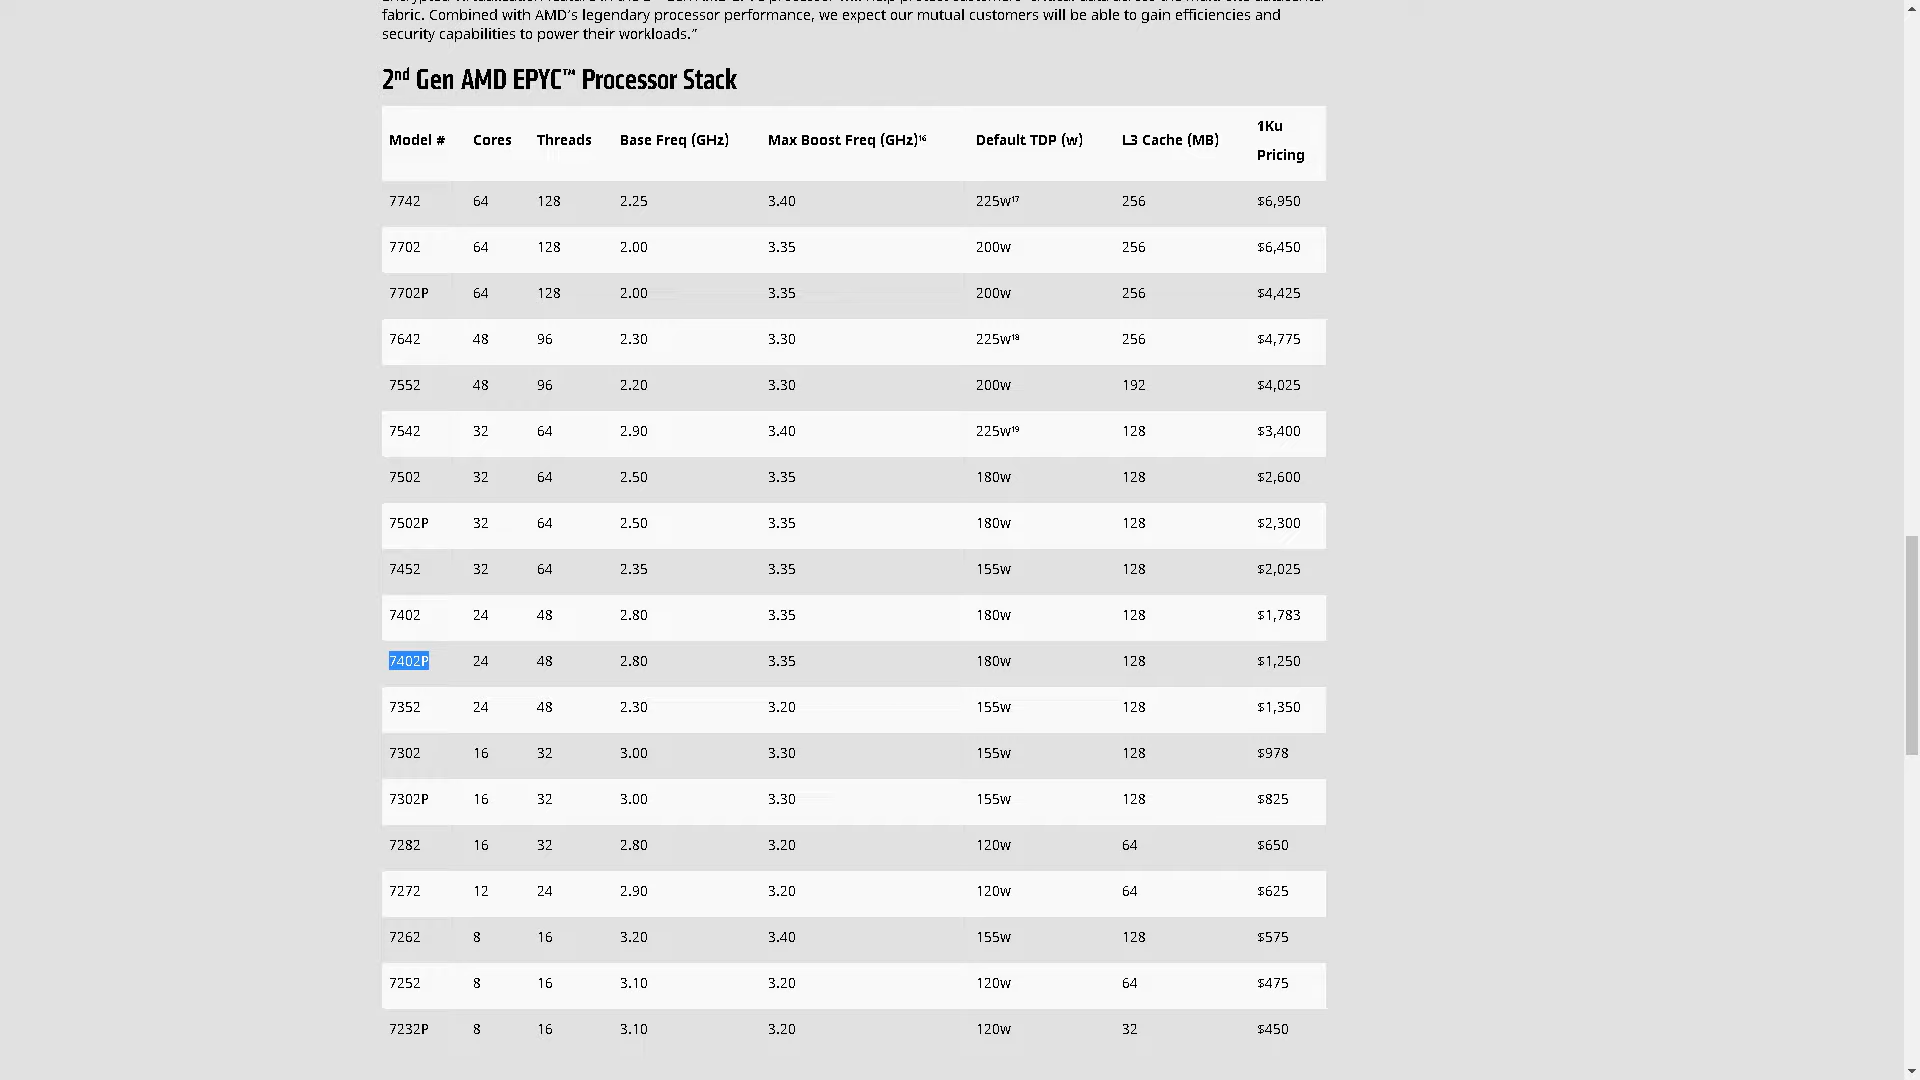 fabric. Combined with AMD's legendary processor performance, we expect our mutual customers will be able to gain efficiencies and
security capabilities to power their workloads."
2nd Gen AMD EPYC™ Processor Stack
Model # Cores Threads Base Freq (GHz) Max Boost Freq (GHz)¹⁶ Default TDP (w) L3 Cache (MB) 1Ku Pricing
7742 64 128 2.25 3.40 225w¹⁷ 256 $6,950
7702 64 128 2.00 3.35 200w 256 $6,450
7702P 64 128 2.00 3.35 200w 256 $4,425
7642 48 96 2.30 3.30 225w¹⁸ 256 $4,775
7552 48 96 2.20 3.30 200w 192 $4,025
7542 32 64 2.90 3.40 225w¹⁹ 128 $3,400
7502 32 64 2.50 3.35 180w 128 $2,600
7502P 32 64 2.50 3.35 180w 128 $2,300
7452 32 64 2.35 3.35 155w 128 $2,025
7402 24 48 2.80 3.35 180w 128 $1,783
7402P 24 48 2.80 3.35 180w 128 $1,250
7352 24 48 2.30 3.20 155w 128 $1,350
7302 16 32 3.00 3.30 155w 128 $978
7302P 16 32 3.00 3.30 155w 128 $825
7282 16 32 2.80 3.20 120w 64 $650
7272 12 24 2.90 3.20 120w 64 $625
7262 8 16 3.20 3.40 155w 128 $575
7252 8 16 3.10 3.20 120w 64 $475
7232P 8 16 3.10 3.20 120w 32 $450